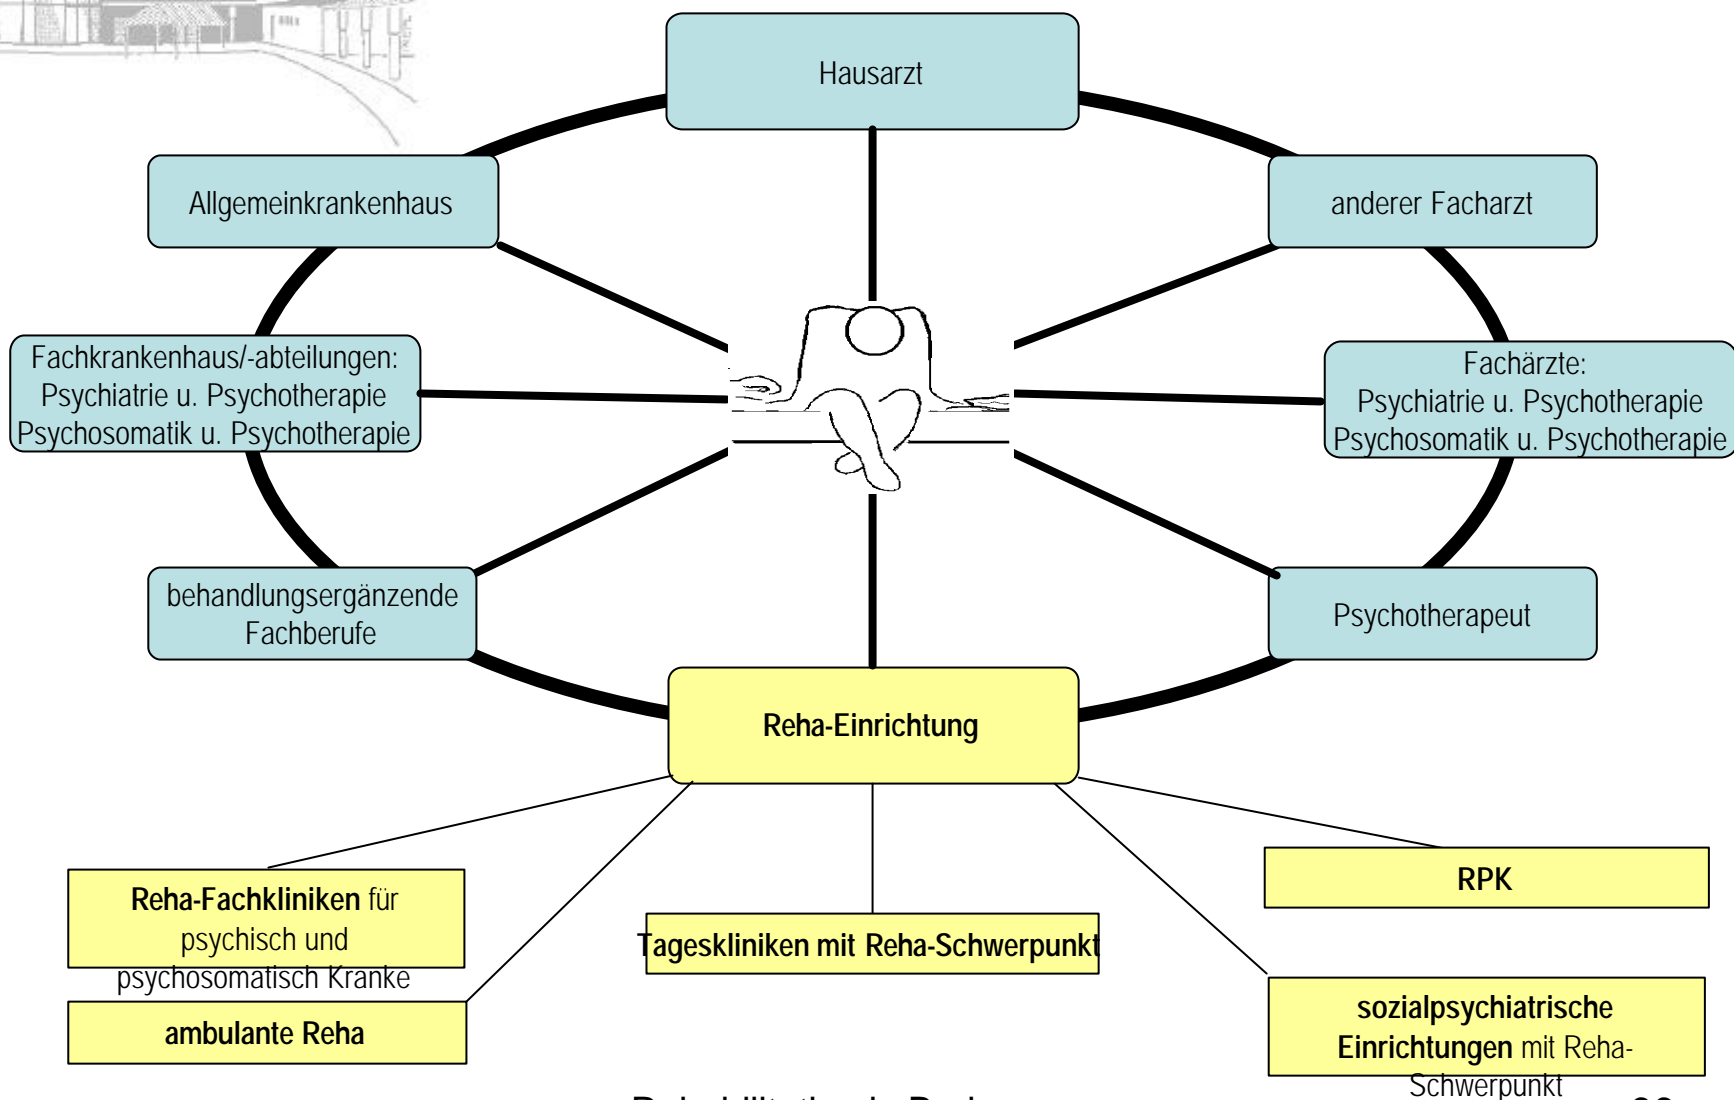 Hausarzt
Allgemeinkrankenhaus
anderer Facharzt
Fachkrankenhaus/-abteilungen:
Psychiatrie u. Psychotherapie
Psychosomatik u. Psychotherapie
Fachärzte:
Psychiatrie u. Psychotherapie
Psychosomatik u. Psychotherapie
behandlungsergänzende
Fachberufe
Psychotherapeut
Reha-Einrichtung
Reha-Fachkliniken für
psychisch und
psychosomatisch Kranke
ambulante Reha
Tageskliniken mit Reha-Schwerpunkt
RPK
sozialpsychiatrische
Einrichtungen mit Reha-
Schwerpunkt